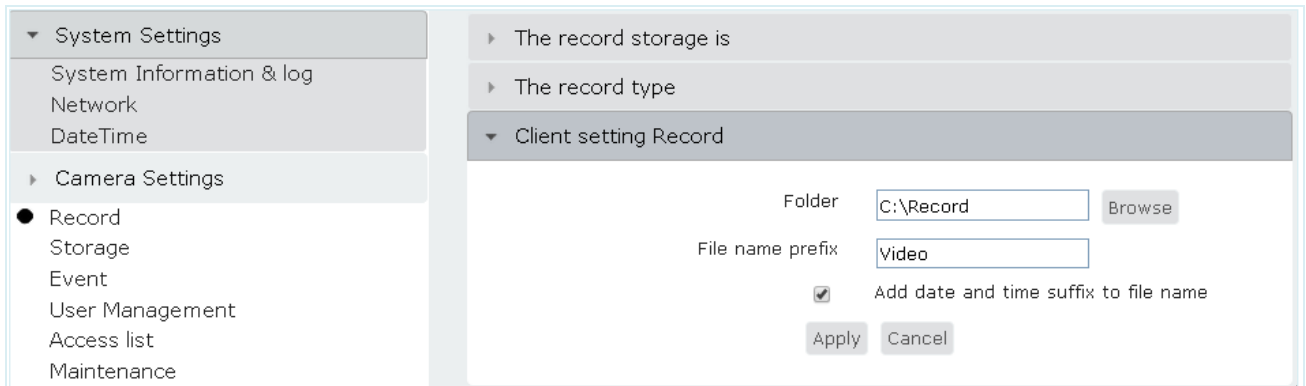 System Settings
System Information & log
Network
DateTime
Camera Settings
Record
Storage
Event
User Management
Access list
Maintenance
The record storage is
The record type
Client setting Record
Folder C:\Record Browse
File name prefix Video
Add date and time suffix to file name
Apply Cancel